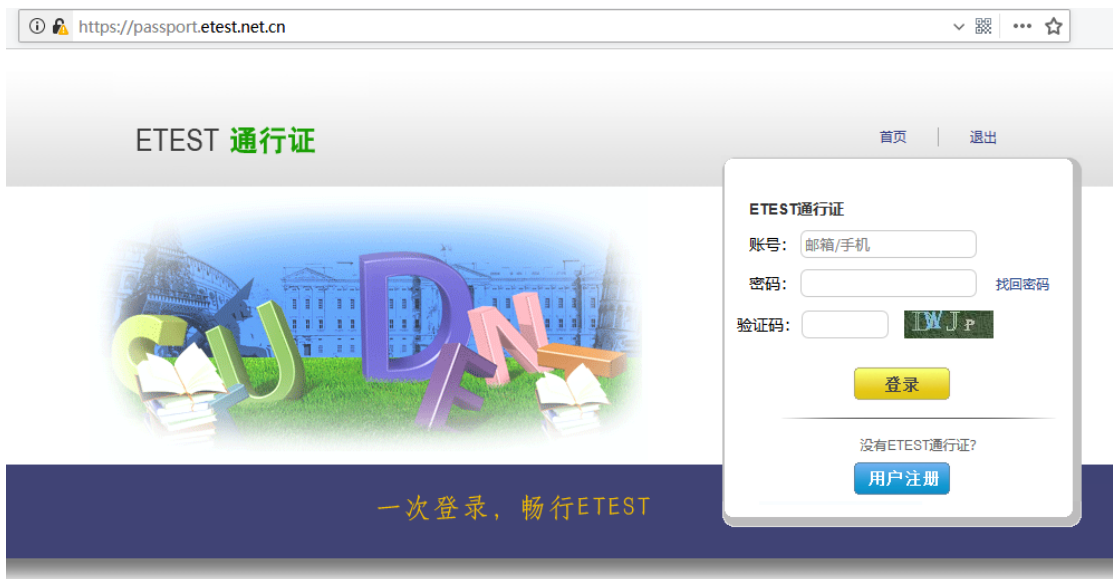 https://passport.etest.net.cn
ETEST 通行证
首页 退出
ETEST通行证
账号： 邮箱/手机
密码： 找回密码
验证码：
登录
没有ETEST通行证?
用户注册
一次登录，畅行ETEST